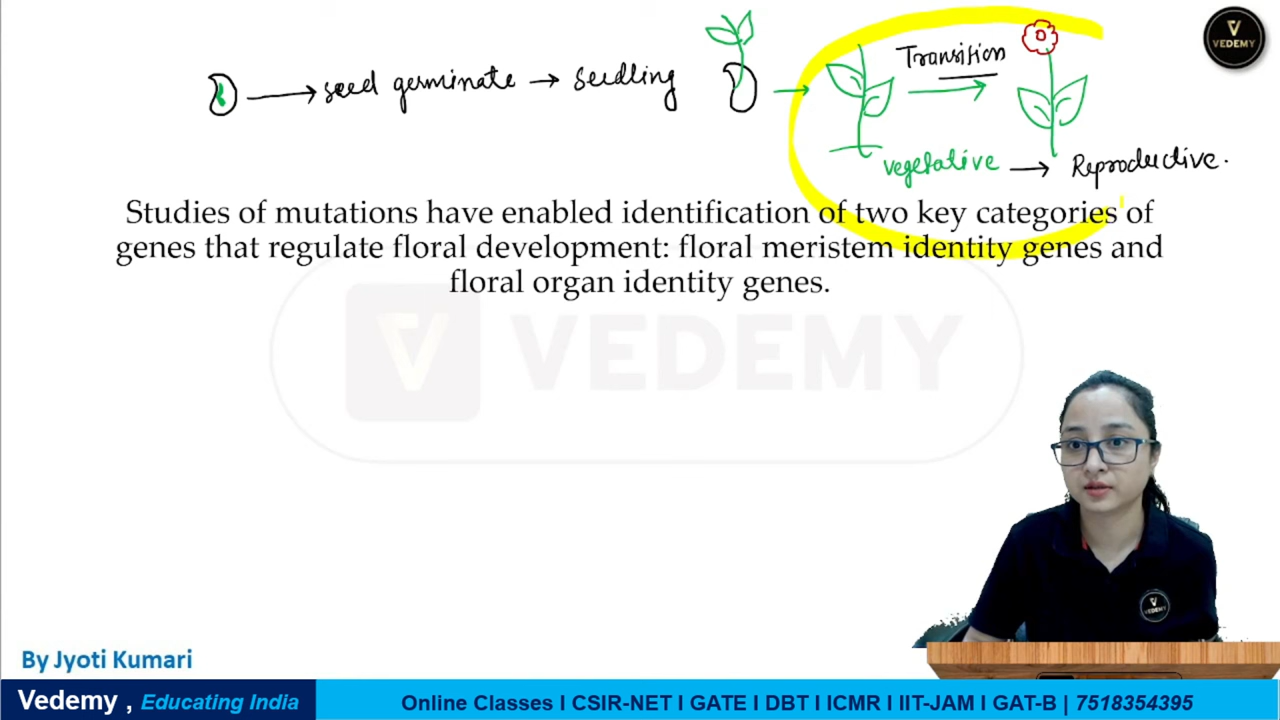 seed germinate → seedling
Transition
vegetative → Reproductive.
VEDEMY
Studies of mutations have enabled identification of two key categories of
genes that regulate floral development: floral meristem identity genes and
floral organ identity genes.
VEDEMY
VEDEMY
By Jyoti Kumari
Vedemy , Educating India
Online Classes I CSIR-NET I GATE I DBT I ICMR I IIT-JAM I GAT-B | 7518354395